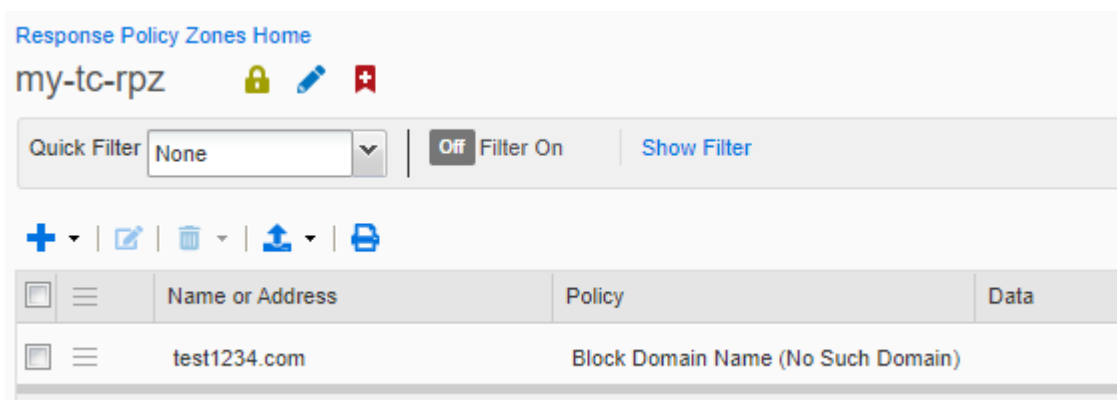 Response Policy Zones Home
my-tc-rpz
Quick Filter None Off Filter On Show Filter
Name or Address Policy Data
test1234.com Block Domain Name (No Such Domain)